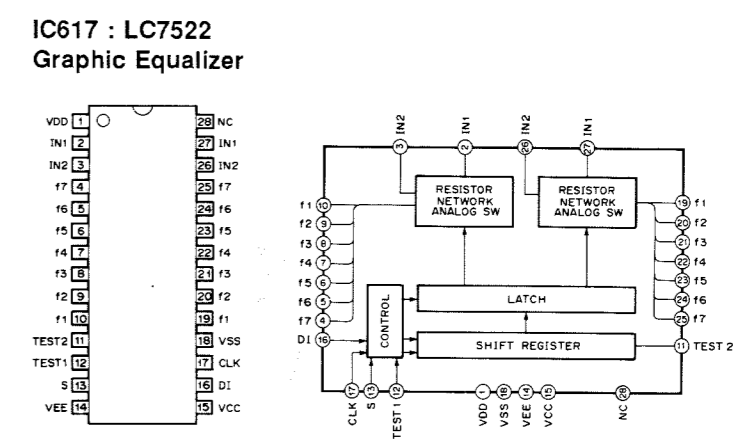 IC617 : LC7522
Graphic Equalizer
VDD 1
IN1 2
IN2 3
f7 4
f6 5
f5 6
f4 7
f3 8
f2 9
f1 10
TEST2 11
TEST1 12
S 13
VEE 14
28 NC
27 IN1
26 IN2
25 f7
24 f6
23 f5
22 f4
21 f3
20 f2
19 f1
18 VSS
17 CLK
16 DI
15 VCC
IN2
IN1
IN2
IN1
3
2
26
27
RESISTOR
NETWORK
ANALOG SW
RESISTOR
NETWORK
ANALOG SW
f1 10
f2 9
f3 8
f4 7
f5 6
f6 5
f7 4
DI 16
19 f1
20 f2
21 f3
22 f4
23 f5
24 f6
25 f7
11 TEST 2
CONTROL
LATCH
SHIFT REGISTER
17
13
12
1
18
14
15
28
CLK
S
TEST 1
VDD
VSS
VEE
VCC
NC